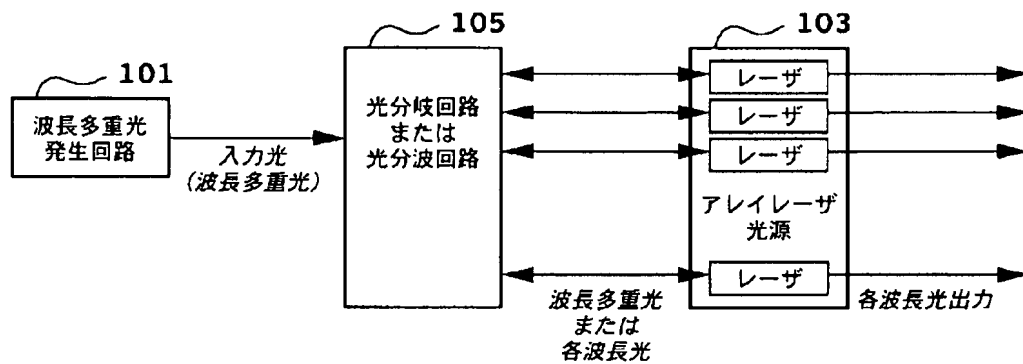 101
波長多重光
発生回路
入力光
(波長多重光)
105
光分岐回路
または
光分波回路
103
レーザ
レーザ
レーザ
アレイレーザ
光源
レーザ
波長多重光
または
各波長光
各波長光出力